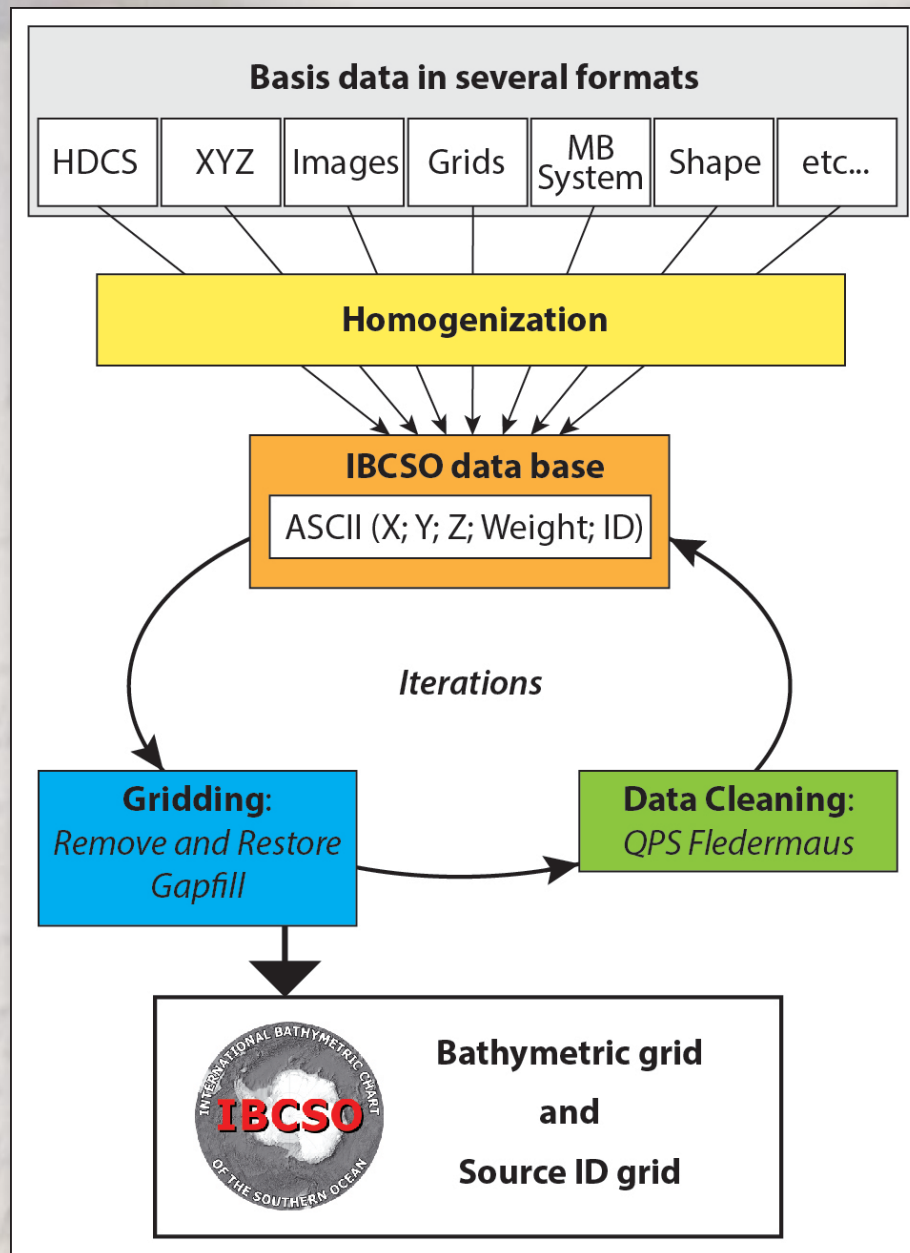 Basis data in several formats
HDCS
XYZ
Images
Grids
MB
System
Shape
etc...
Homogenization
IBCSO data base
ASCII (X; Y; Z; Weight; ID)
Iterations
Gridding:
Remove and Restore
Gapfill
Data Cleaning:
QPS Fledermaus
INTERNATIONAL BATHYMETRIC CHART
IBCSO
OF THE SOUTHERN OCEAN
Bathymetric grid
and
Source ID grid